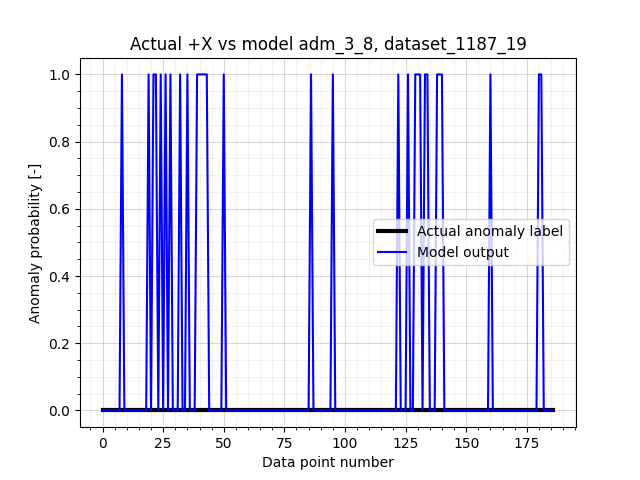 Actual +X vs model adm_3_8, dataset_1187_19
Anomaly probability [-]
1.0
0.8
0.6
0.4
0.2
0.0
Actual anomaly label
Model output
0 25 50 75 100 125 150 175
Data point number